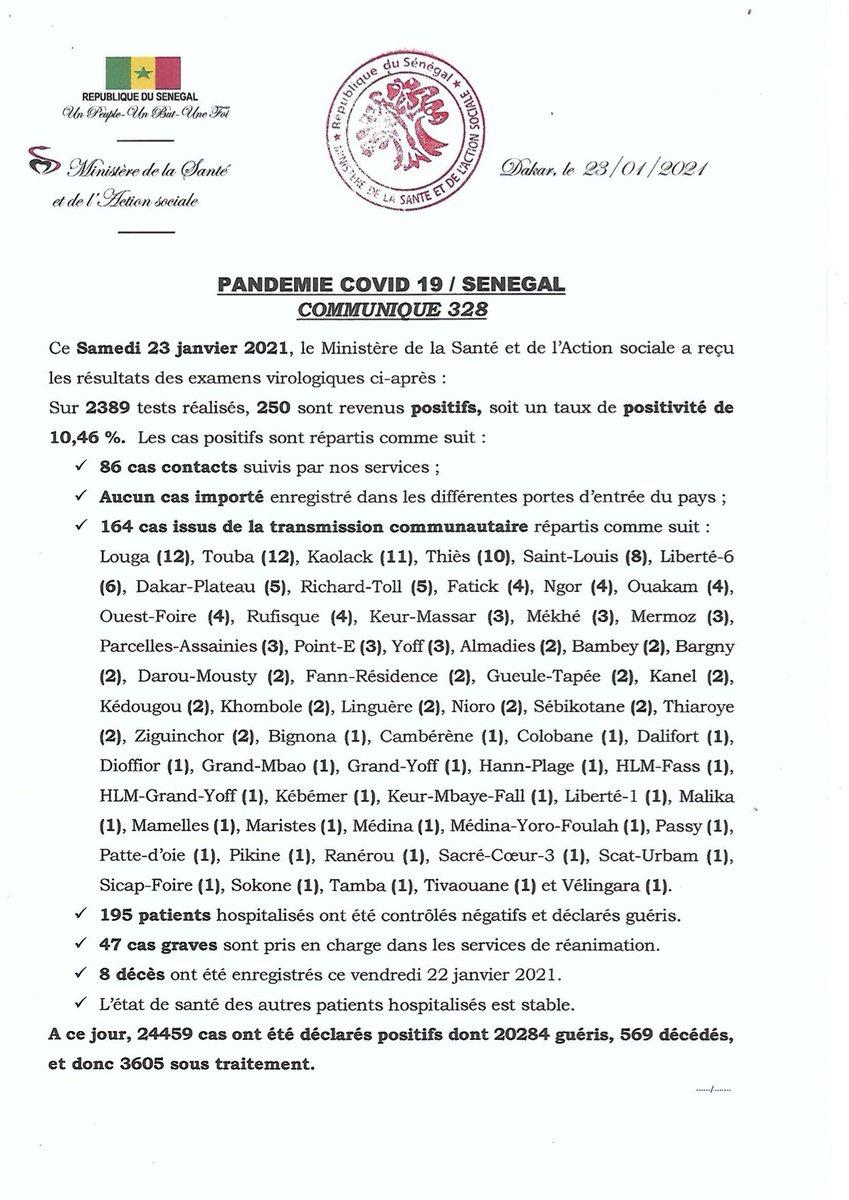 REPUBLIQUE DU SENEGAL
Un Peuple-Un But-Une Foi
Ministère de la Santé
et de l'Action sociale
République du Sénégal
MINISTÈRE DE LA SANTE ET DE L'ACTION SOCIALE
Dakar, le 23/01/2021
PANDEMIE COVID 19 / SENEGAL
COMMUNIQUE 328
Ce Samedi 23 janvier 2021, le Ministère de la Santé et de l'Action sociale a reçu
les résultats des examens virologiques ci-après :
Sur 2389 tests réalisés, 250 sont revenus positifs, soit un taux de positivité de
10,46 %. Les cas positifs sont répartis comme suit :
✓ 86 cas contacts suivis par nos services ;
✓ Aucun cas importé enregistré dans les différentes portes d'entrée du pays ;
✓ 164 cas issus de la transmission communautaire répartis comme suit :
Louga (12), Touba (12), Kaolack (11), Thiès (10), Saint-Louis (8), Liberté-6
(6), Dakar-Plateau (5), Richard-Toll (5), Fatick (4), Ngor (4), Ouakam (4),
Ouest-Foire (4), Rufisque (4), Keur-Massar (3), Mékhé (3), Mermoz (3),
Parcelles-Assainies (3), Point-E (3), Yoff (3), Almadies (2), Bambey (2), Bargny
(2), Darou-Mousty (2), Fann-Résidence (2), Gueule-Tapée (2), Kanel (2),
Kédougou (2), Khombole (2), Linguère (2), Nioro (2), Sébikotane (2), Thiaroye
(2), Ziguinchor (2), Bignona (1), Cambérène (1), Colobane (1), Dalifort (1),
Dioffior (1), Grand-Mbao (1), Grand-Yoff (1), Hann-Plage (1), HLM-Fass (1),
HLM-Grand-Yoff (1), Kébémer (1), Keur-Mbaye-Fall (1), Liberté-1 (1), Malika
(1), Mamelles (1), Maristes (1), Médina (1), Médina-Yoro-Foulah (1), Passy (1),
Patte-d'oie (1), Pikine (1), Ranérou (1), Sacré-Cœur-3 (1), Scat-Urbam (1),
Sicap-Foire (1), Sokone (1), Tamba (1), Tivaouane (1) et Vélingara (1).
✓ 195 patients hospitalisés ont été contrôlés négatifs et déclarés guéris.
✓ 47 cas graves sont pris en charge dans les services de réanimation.
✓ 8 décès ont été enregistrés ce vendredi 22 janvier 2021.
✓ L'état de santé des autres patients hospitalisés est stable.
A ce jour, 24459 cas ont été déclarés positifs dont 20284 guéris, 569 décédés,
et donc 3605 sous traitement.
....../.......